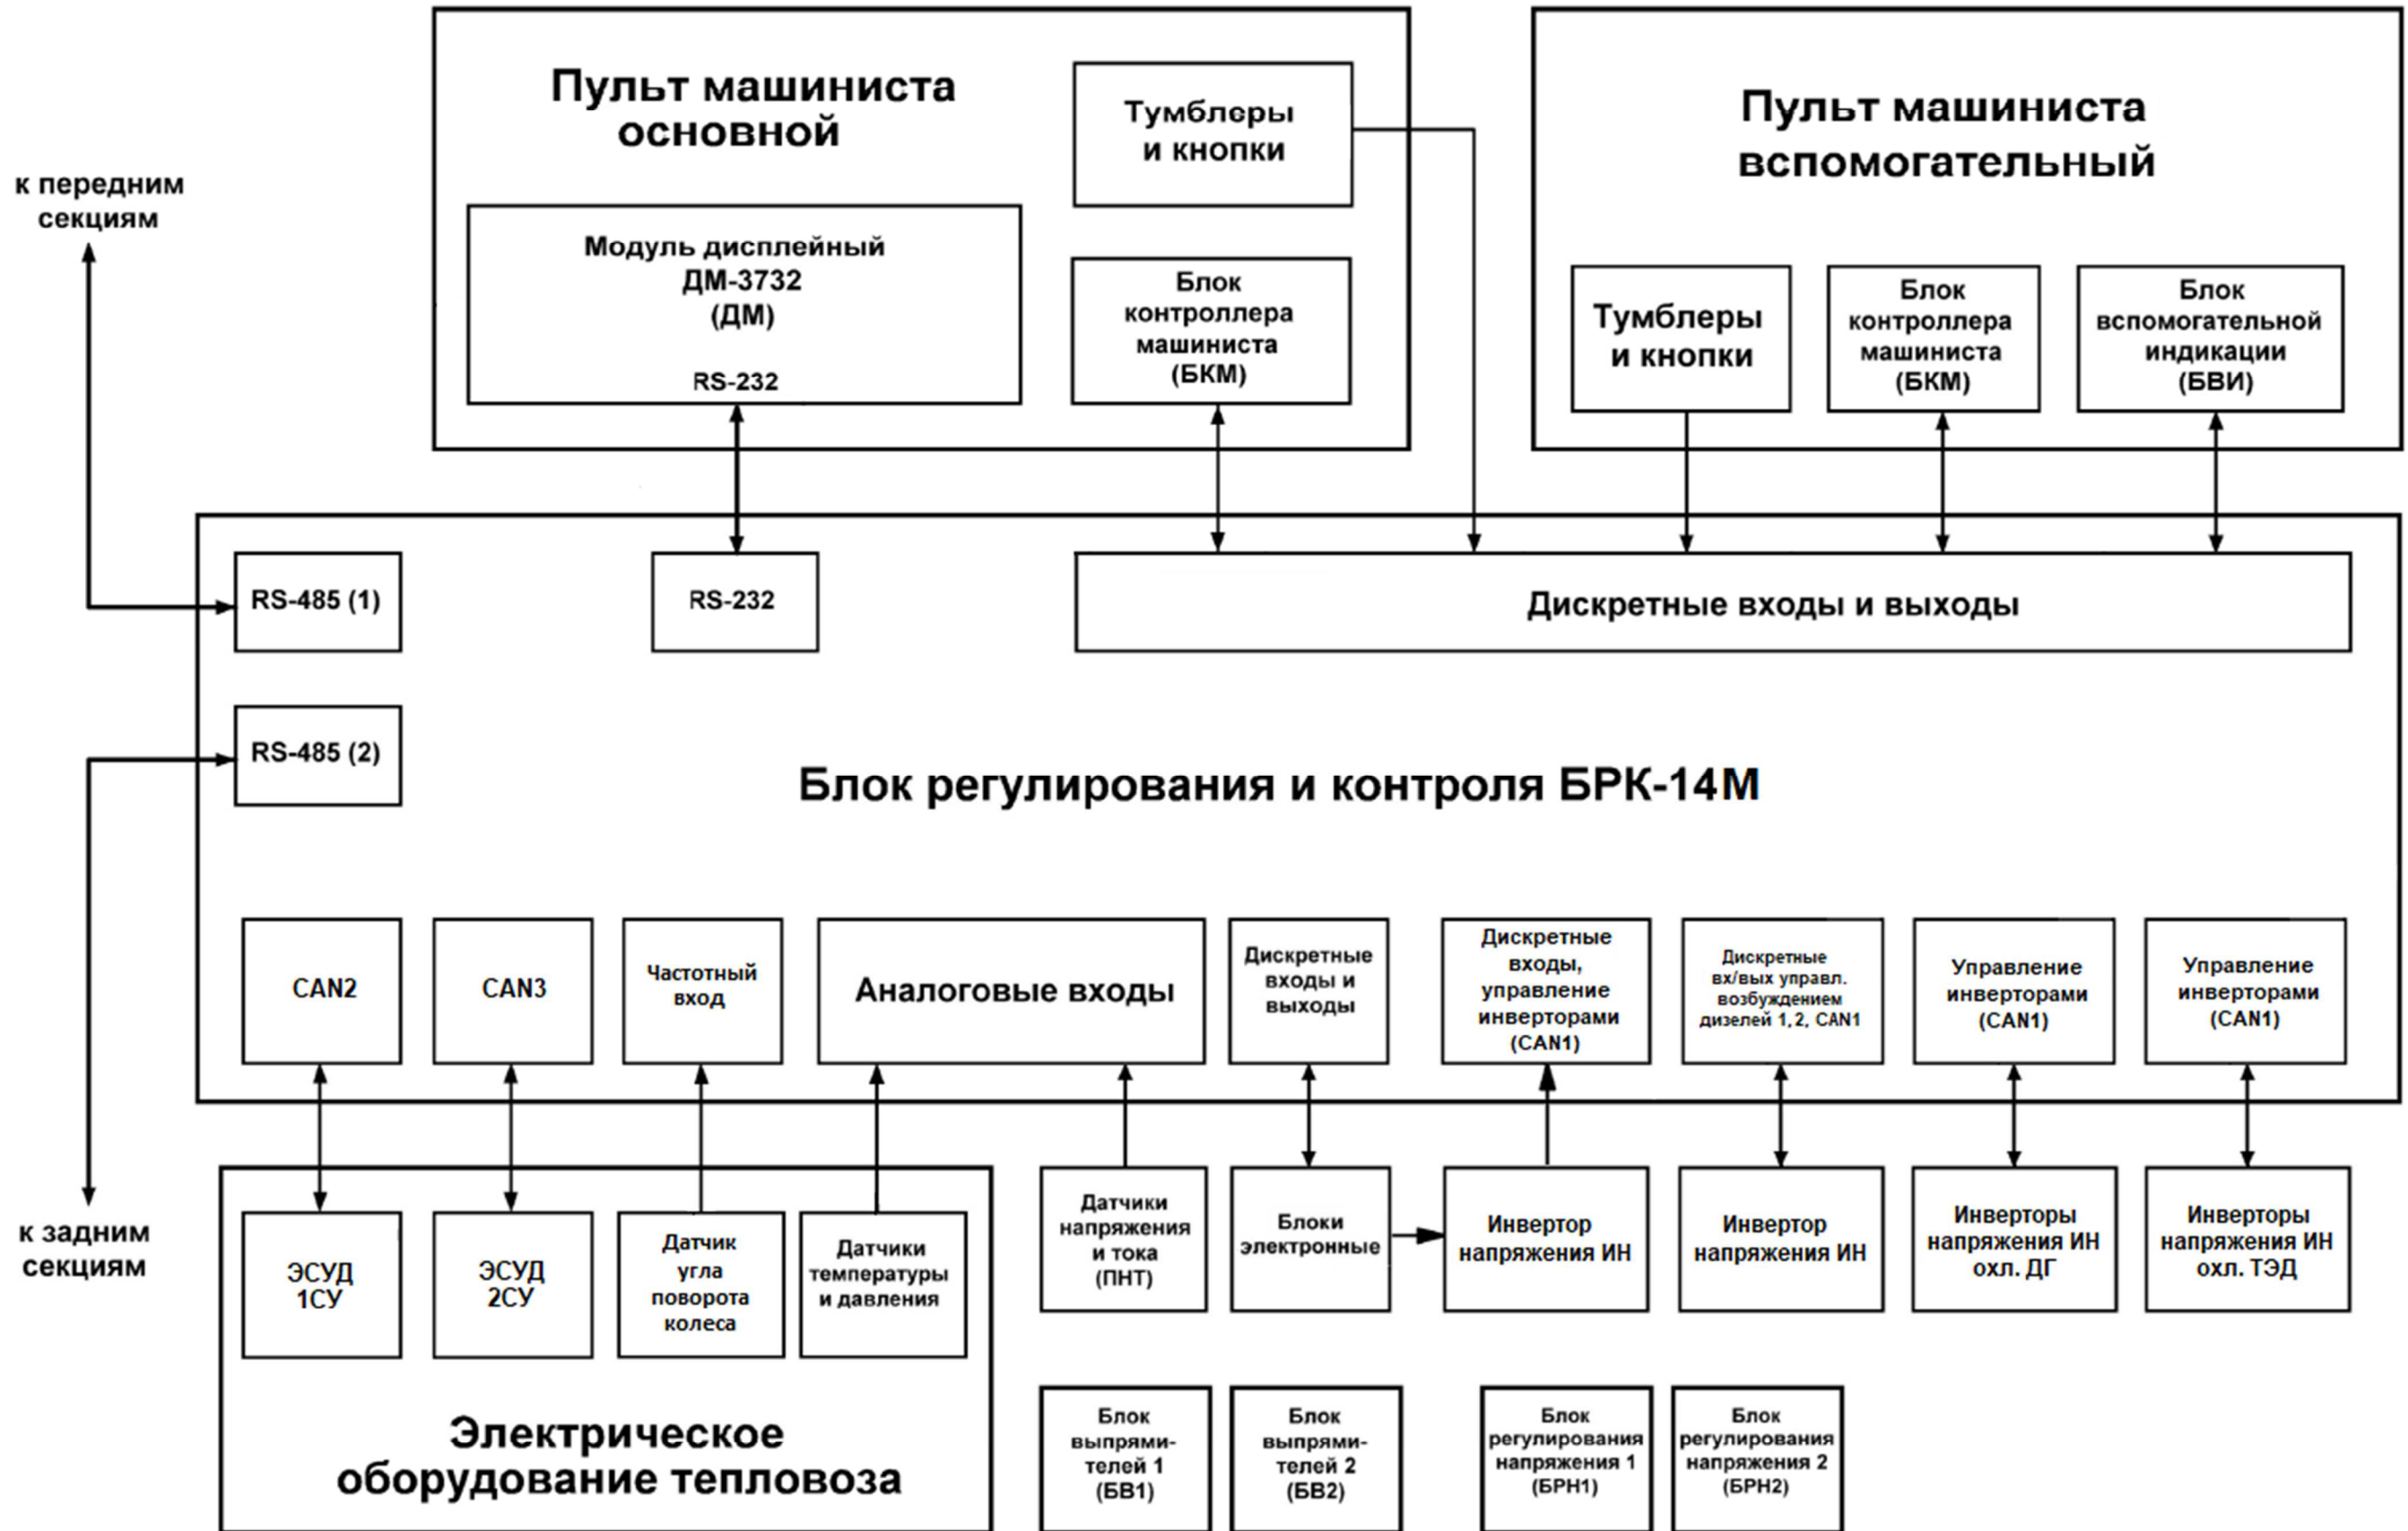 Пульт машиниста
основной
Тумблеры
и кнопки
Модуль дисплейный
ДМ-3732
(ДМ)
RS-232
Блок
контроллера
машиниста
(БКМ)
Пульт машиниста
вспомогательный
Тумблеры
и кнопки
Блок
контроллера
машиниста
(БКМ)
Блок
вспомогательной
индикации
(БВИ)
к передним
секциям
RS-485 (1)
RS-232
Дискретные входы и выходы
RS-485 (2)
Блок регулирования и контроля БРК-14М
CAN2
CAN3
Частотный
вход
Аналоговые входы
Дискретные
входы и
выходы
Дискретные
входы,
управление
инверторами
(CAN1)
Дискретные
вх/вых управл.
возбуждением
дизелей 1,2, CAN1
Управление
инверторами
(CAN1)
Управление
инверторами
(CAN1)
к задним
секциям
ЭСУД
1СУ
ЭСУД
2СУ
Датчик
угла
поворота
колеса
Датчики
температуры
и давления
Датчики
напряжения
и тока
(ПНТ)
Блоки
электронные
Инвертор
напряжения ИН
Инвертор
напряжения ИН
Инверторы
напряжения ИН
охл. ДГ
Инверторы
напряжения ИН
охл. ТЭД
Электрическое
оборудование тепловоза
Блок
выпрями-
телей 1
(БВ1)
Блок
выпрями-
телей 2
(БВ2)
Блок
регулирования
напряжения 1
(БРН1)
Блок
регулирования
напряжения 2
(БРН2)